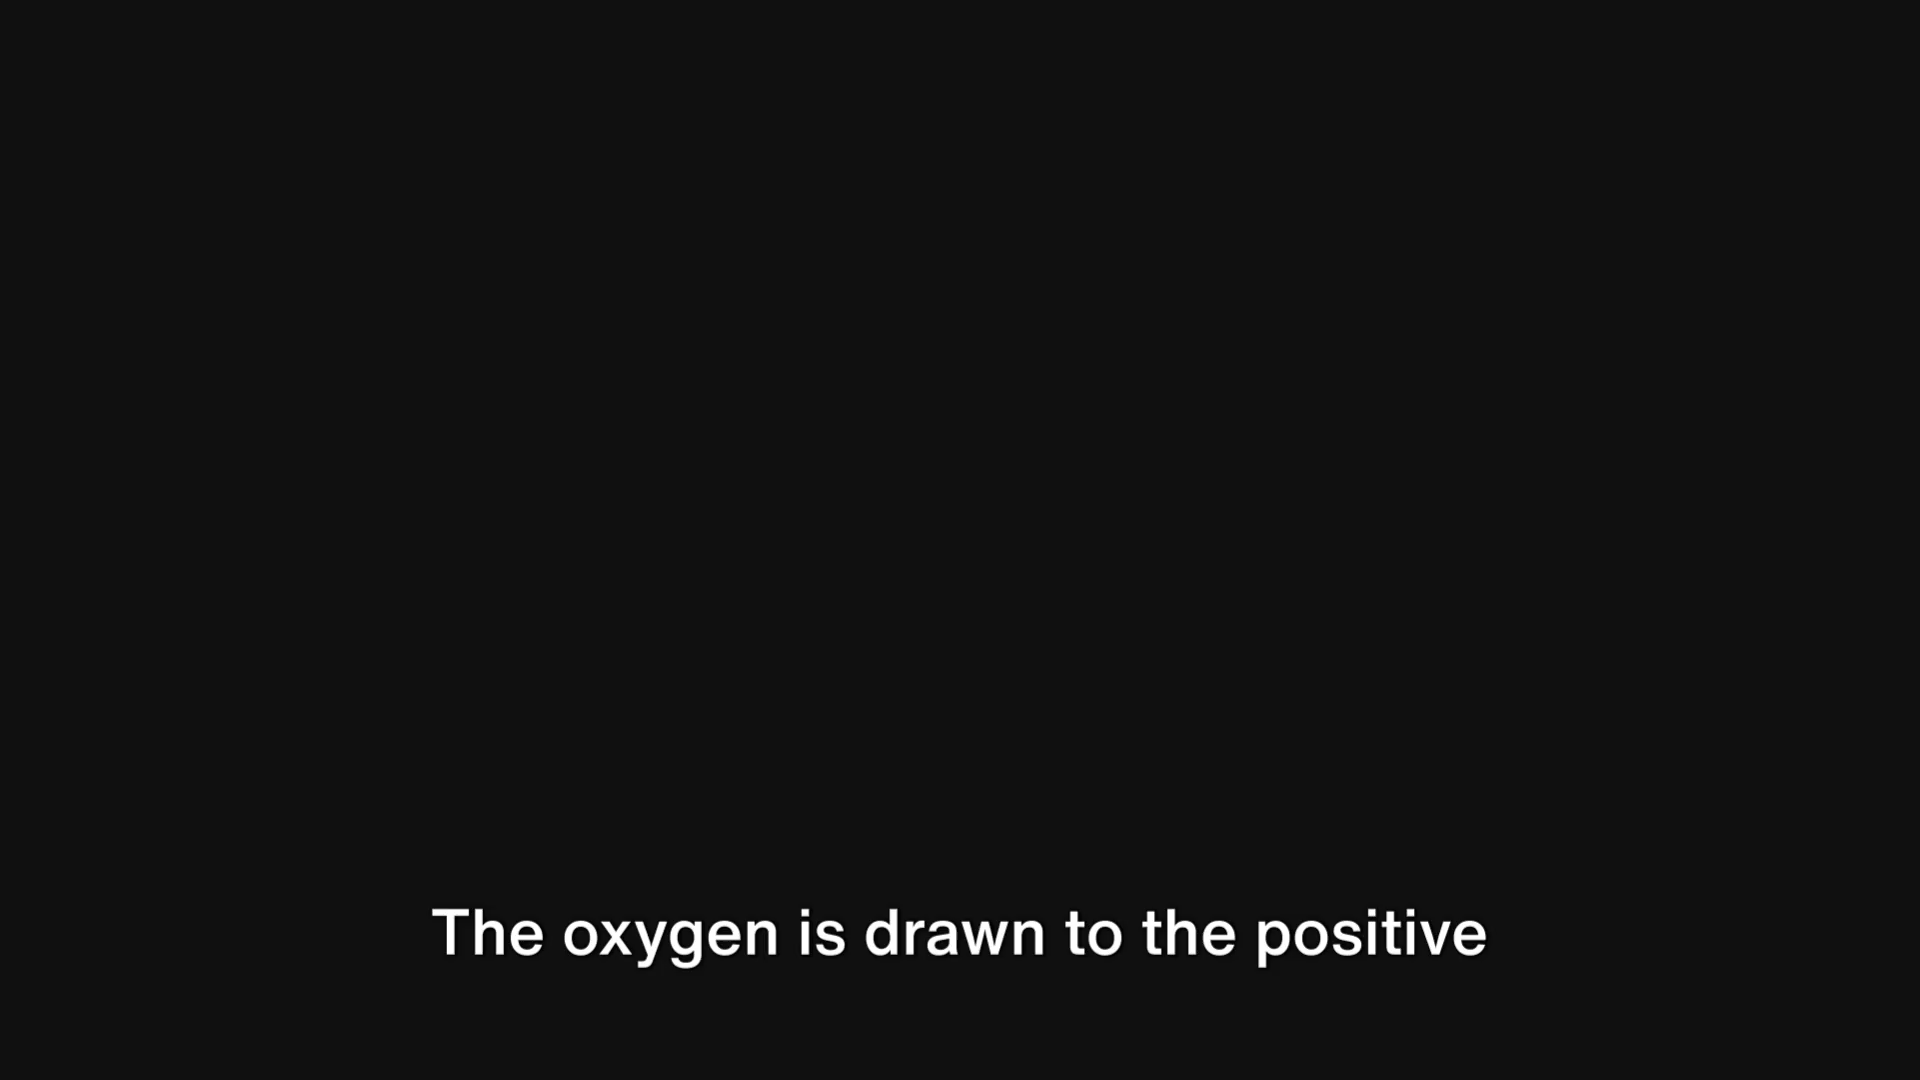 The oxygen is drawn to the positive